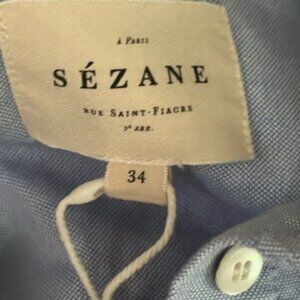 À PARIS
SÉZANE
RUE SAINT-FIACRE
2e ARR.
34